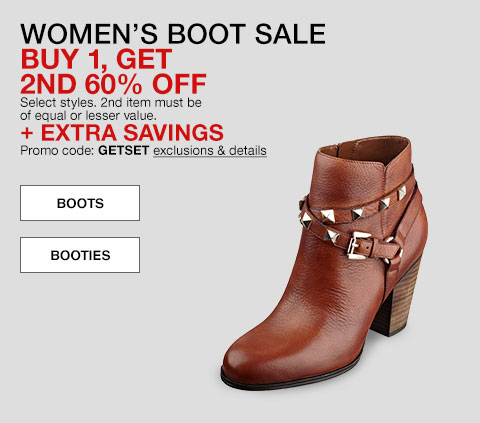 WOMEN'S BOOT SALE
BUY 1, GET
2ND 60% OFF
Select styles. 2nd item must be
of equal or lesser value.
+ EXTRA SAVINGS
Promo code: GETSET exclusions & details
BOOTS
BOOTIES